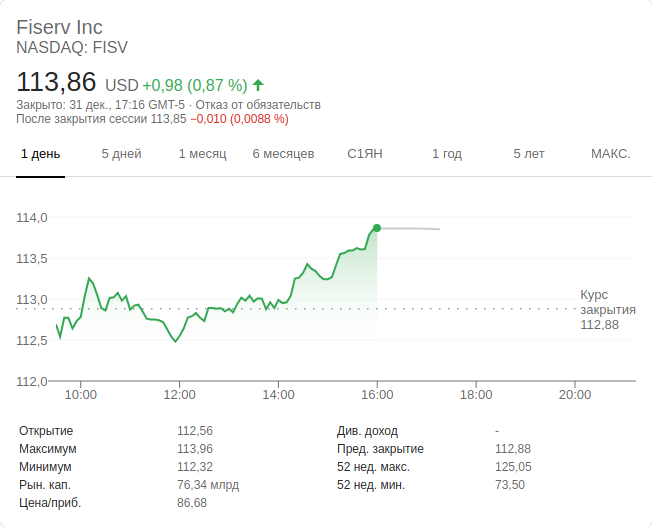 Fiserv Inc
NASDAQ: FISV
113,86 USD +0,98 (0,87 %)
Закрыто: 31 дек., 17:16 GMT-5 · Отказ от обязательств
После закрытия сессии 113,85 −0,010 (0,0088 %)
1 день 5 дней 1 месяц 6 месяцев С1ЯН 1 год 5 лет МАКС.
114,0
113,5
113,0
112,5
112,0
Курс
закрытия
112,88
10:00 12:00 14:00 16:00 18:00 20:00
Открытие 112,56 Див. доход -
Максимум 113,96 Пред. закрытие 112,88
Минимум 112,32 52 нед. макс. 125,05
Рын. кап. 76,34 млрд 52 нед. мин. 73,50
Цена/приб. 86,68